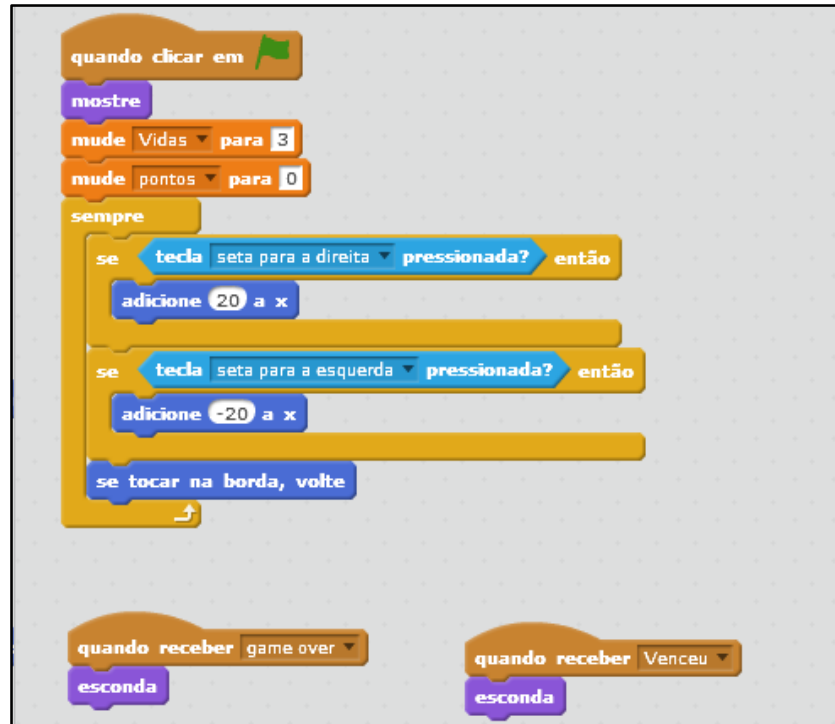 quando clicar em
mostre
mude Vidas para 3
mude pontos para 0
sempre
se tecla seta para a direita pressionada? então
adicione 20 a x
se tecla seta para a esquerda pressionada? então
adicione -20 a x
se tocar na borda, volte
quando receber game over
esconda
quando receber Venceu
esconda